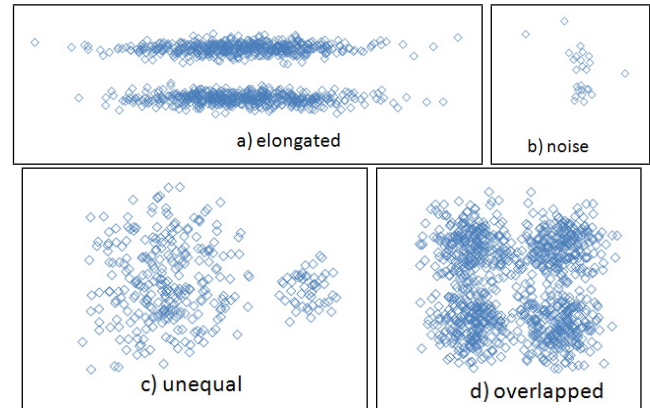 a) elongated
b) noise
c) unequal
d) overlapped